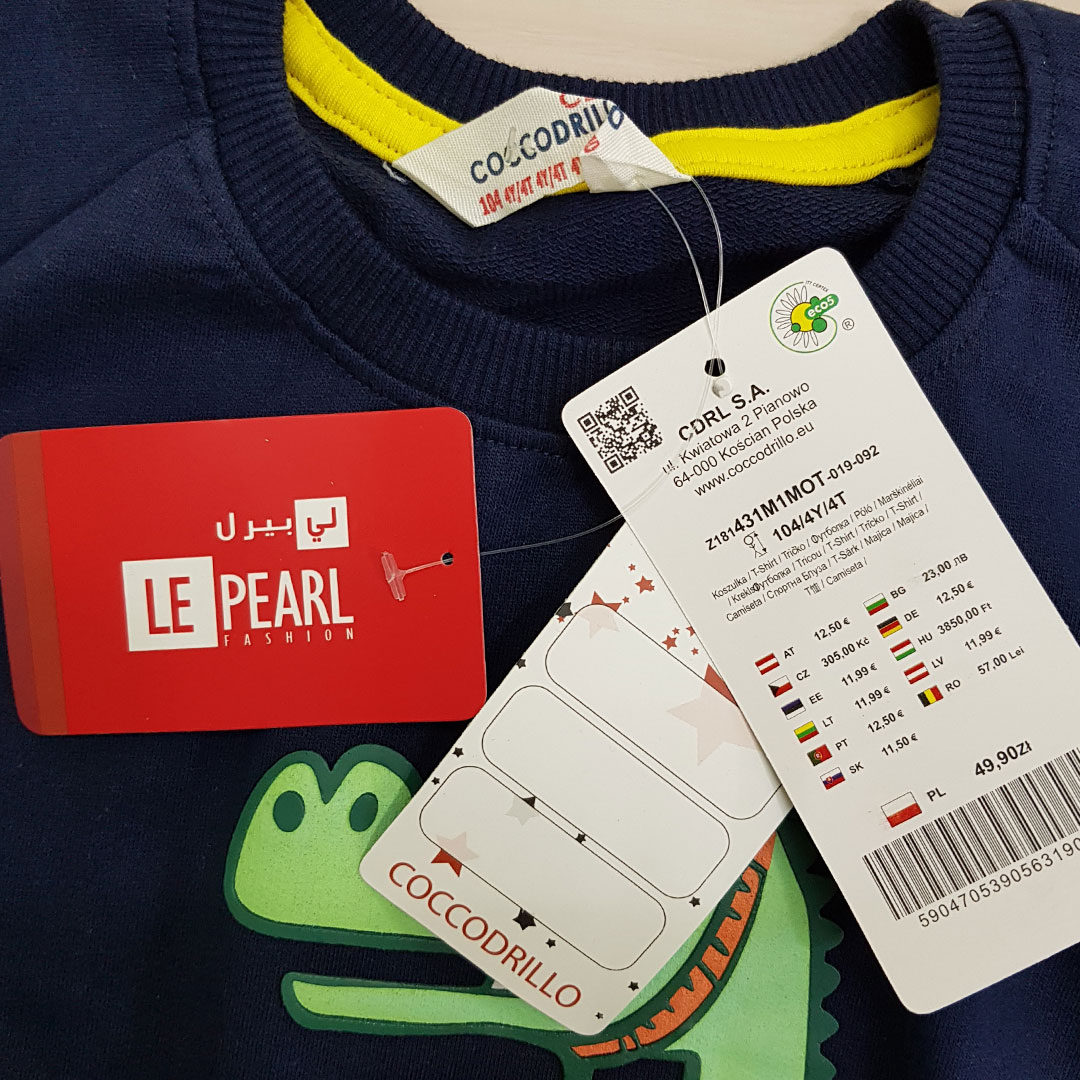 COCCODRILLO
104 4Y/4T 4Y/4T
لي بيرل
LE PEARL
FASHION
eco5
®
CDRL S.A.
ul. Kwiatowa 2 Pianowo
64-000 Kościan Polska
www.coccodrillo.eu
Z181431M1MOT-019-092
104/4Y/4T
Koszulka / T-Shirt / Tričko / Футболка / Póló / Marškinėliai
/ Krekls / Футболка / Tricou / T-Shirt / Tričko / T-Shirt /
Camiseta / Спортна Блуза / T-Särk / Majica / Majica /
T恤 / Camiseta /
AT 12,50 €
BG 23,00 лв
CZ 305,00 Kč
DE 12,50 €
EE 11,99 €
HU 3850,00 Ft
LT 11,99 €
LV 11,99 €
PT 12,50 €
RO 57,00 Lei
SK 11,50 €
PL 49,90Zł
590470539056319
COCCODRILLO